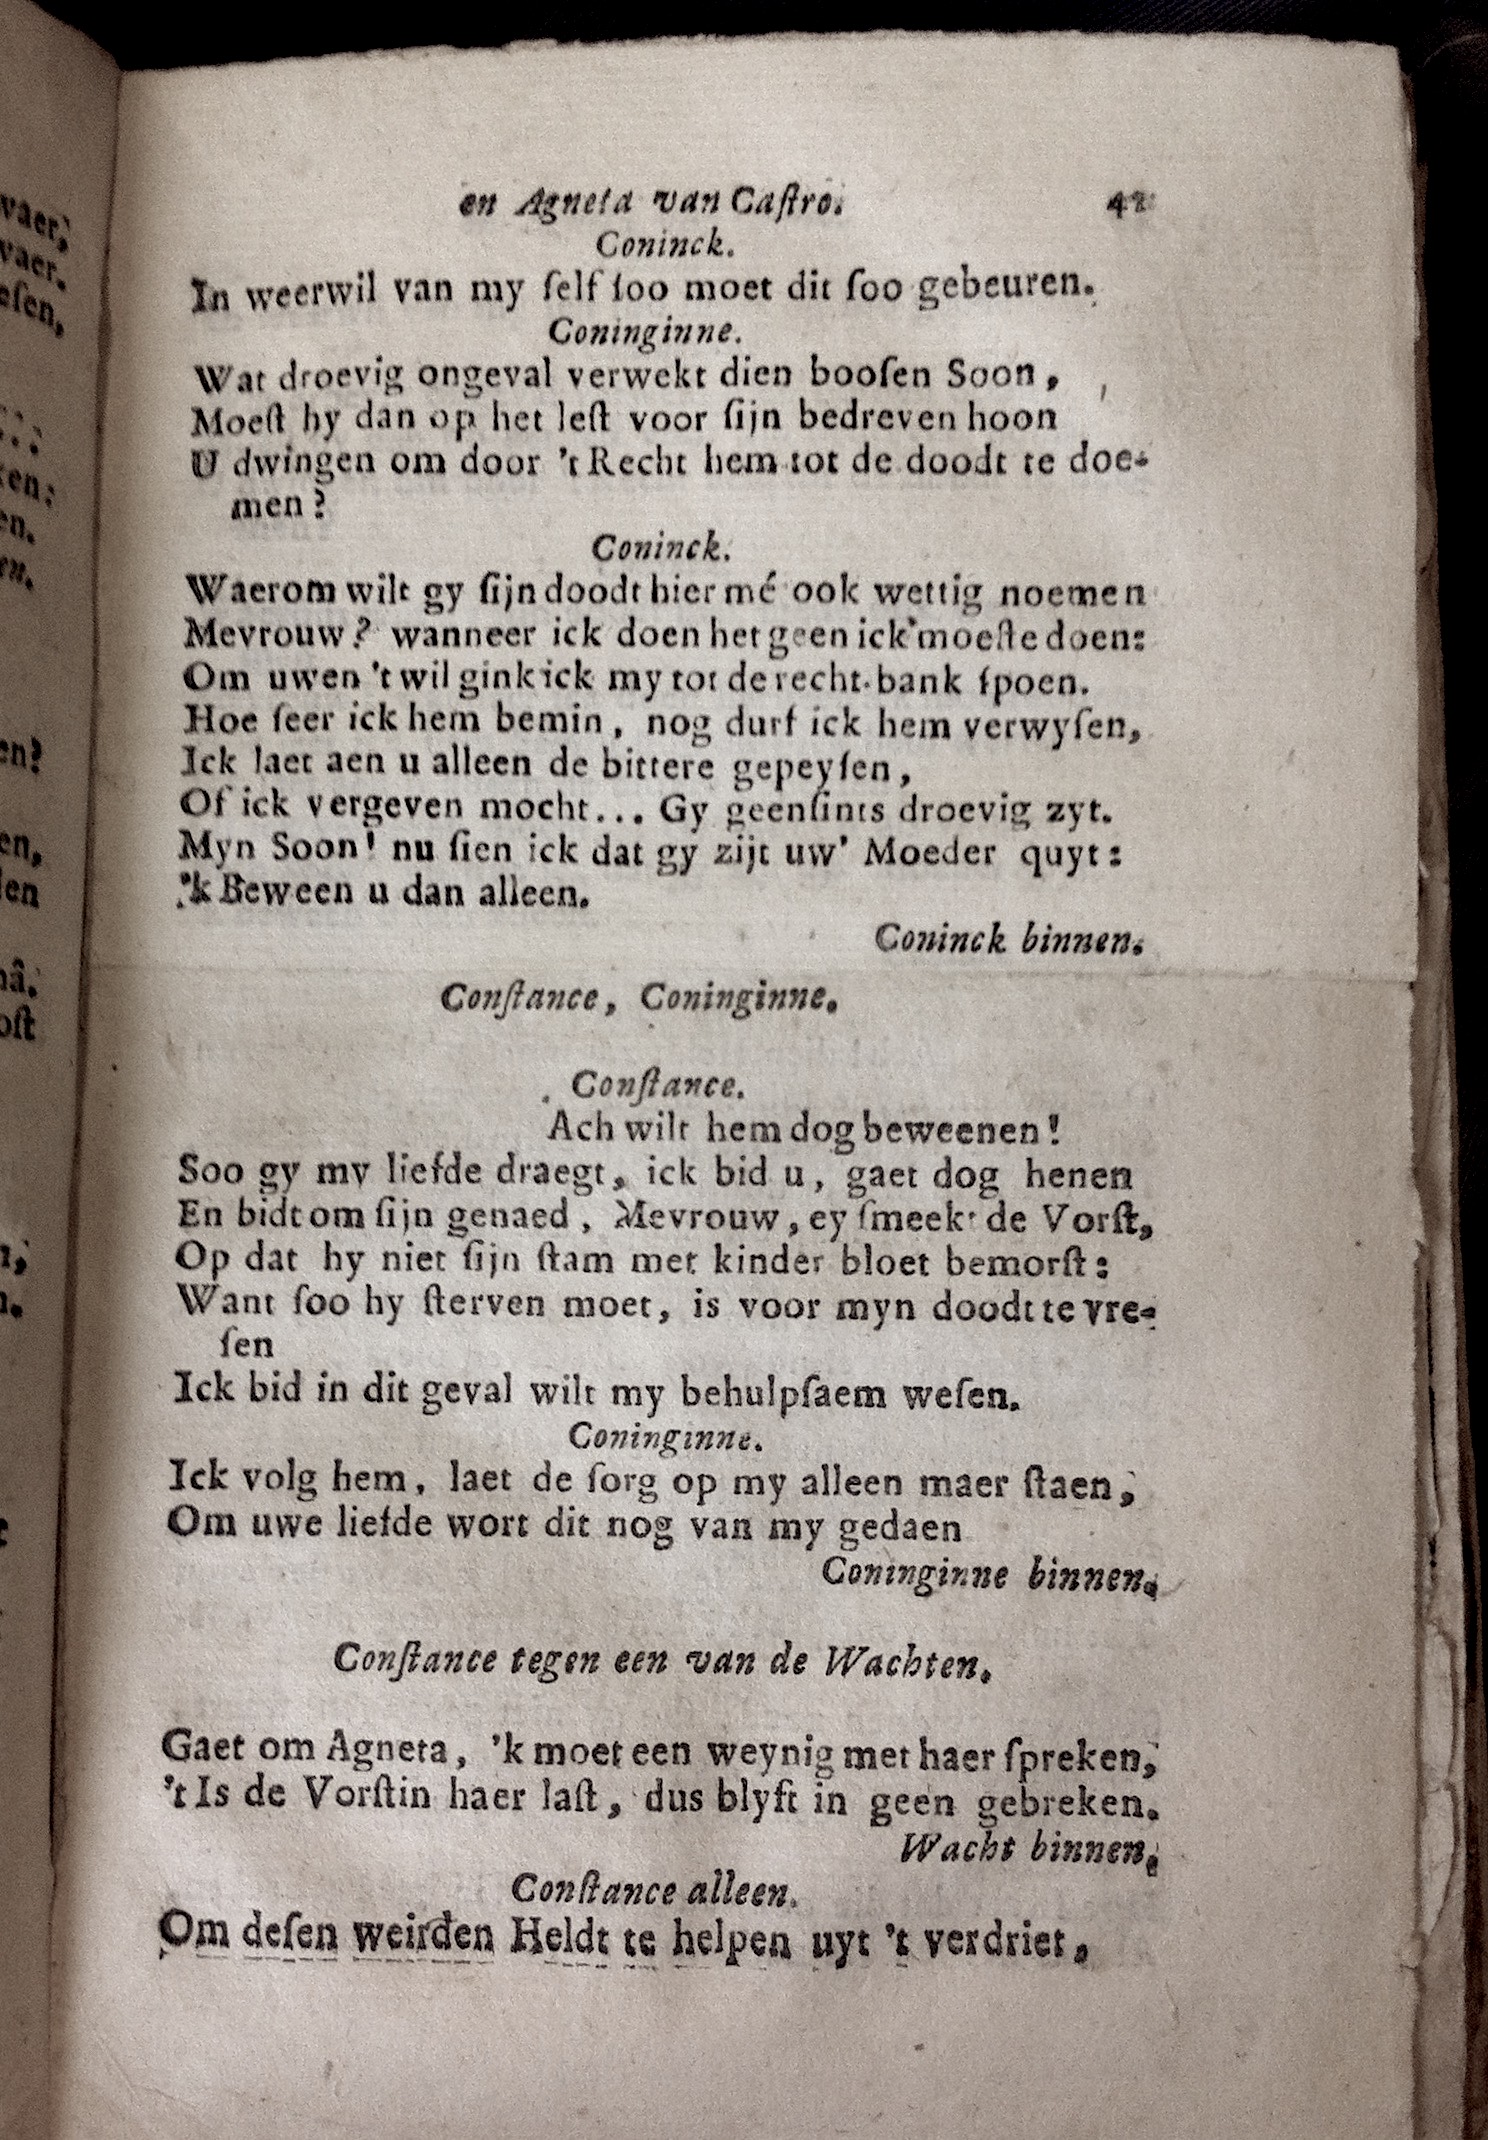 en Agneta van Caſtro.
Coninck.
In weerwil van my ſelf ſoo moet dit ſoo gebeuren.
Coninginne.
Wat droevig ongeval verwekt dien booſen Soon,
Moeſt hy dan op het leſt voor ſijn bedreven hoon
U dwingen om door 't Recht hem tot de doodt te doe-
men?
Coninck.
Waerom wilt gy ſijn doodt hier mé ook wettig noemen
Mevrouw? wanneer ick doen het geen ick moeſte doen:
Om uwen 't wil gink ick my tot de recht-bank ſpoen.
Hoe ſeer ick hem bemin, nog durf ick hem verwyſen,
Ick laet aen u alleen de bittere gepeyſen,
Of ick vergeven mocht... Gy geenſints droevig zyt.
Myn Soon! nu ſien ick dat gy zijt uw' Moeder quyt:
'k Beween u dan alleen.
Coninck binnen.
Conſtance, Coninginne.
Conſtance.
Ach wilt hem dog beweenen!
Soo gy my liefde draegt, ick bid u, gaet dog henen
En bidt om ſijn genaed, Mevrouw, ey ſmeekt de Vorſt,
Op dat hy niet ſijn ſtam met kinder bloet bemorſt:
Want ſoo hy ſterven moet, is voor myn doodt te vre-
ſen
Ick bid in dit geval wilt my behulpſaem weſen.
Coninginne.
Ick volg hem, laet de ſorg op my alleen maer ſtaen,
Om uwe liefde wort dit nog van my gedaen
Coninginne binnen.
Conſtance tegen een van de Wachten.
Gaet om Agneta, 'k moet een weynig met haer ſpreken,
't Is de Vorſtin haer laſt, dus blyft in geen gebreken.
Wacht binnen.
Conſtance alleen.
Om deſen weirden Heldt te helpen uyt 't verdriet,